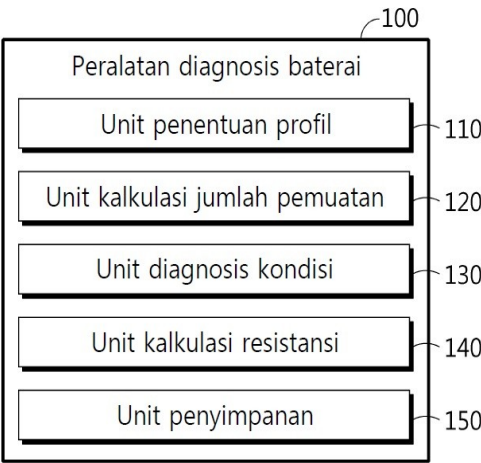 100
Peralatan diagnosis baterai
Unit penentuan profil
110
Unit kalkulasi jumlah pemuatan
120
Unit diagnosis kondisi
130
Unit kalkulasi resistansi
140
Unit penyimpanan
150